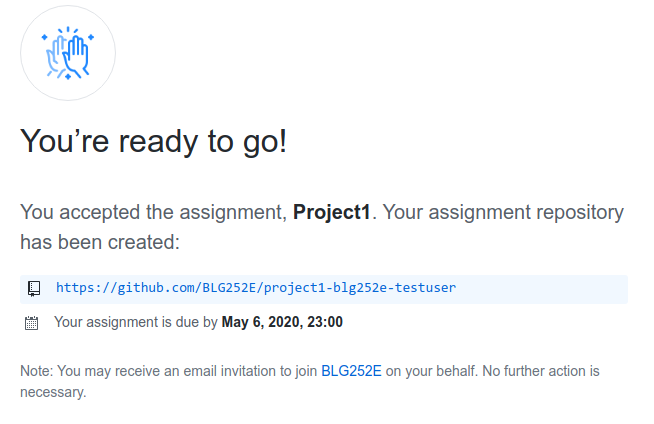 You’re ready to go!
You accepted the assignment, Project1. Your assignment repository
has been created:
https://github.com/BLG252E/project1-blg252e-testuser
Your assignment is due by May 6, 2020, 23:00
Note: You may receive an email invitation to join BLG252E on your behalf. No further action is
necessary.